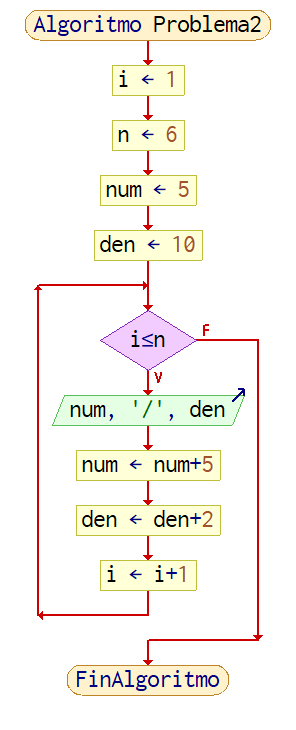 Algoritmo Problema2
i ← 1
n ← 6
num ← 5
den ← 10
i≤n
F
V
num, '/', den
num ← num+5
den ← den+2
i ← i+1
FinAlgoritmo